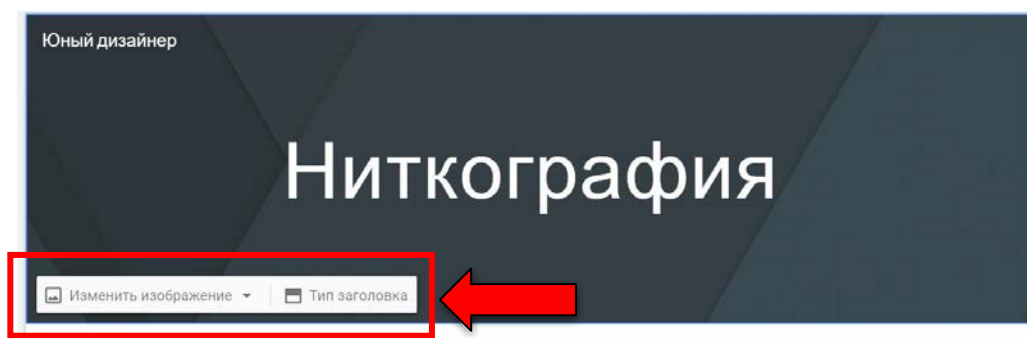 Юный дизайнер
Ниткография
Изменить изображение Тип заголовка